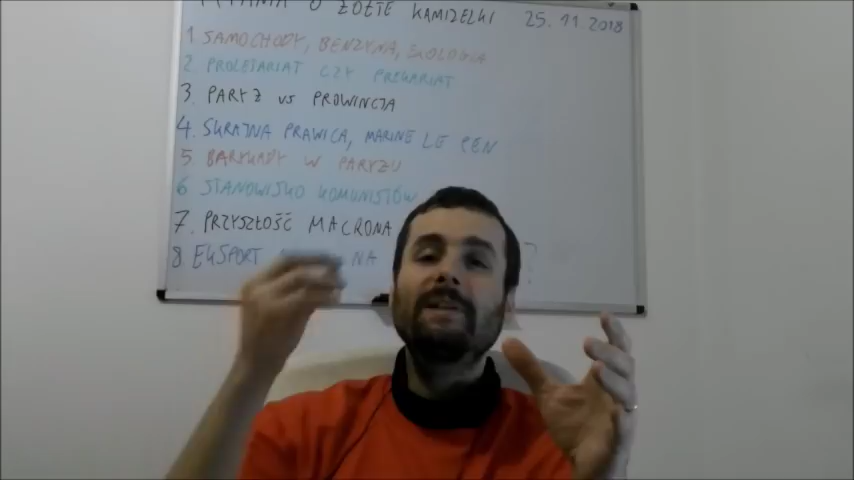 PYTANIA O ŻÓŁTE KAMIZELKI 25.11.2018
1 SAMOCHODY, BENZYNA, EKOLOGIA
2 PROLETARIAT CZY PREKARIAT
3 PARYŻ vs PROWINCJA
4. SKRAJNA PRAWICA, MARINE LE PEN
5. BARYKADY W PARYŻU
6 STANOWISKO KOMUNISTÓW
7. PRZYSZŁOŚĆ MACRONA
8. EKSPORT NA